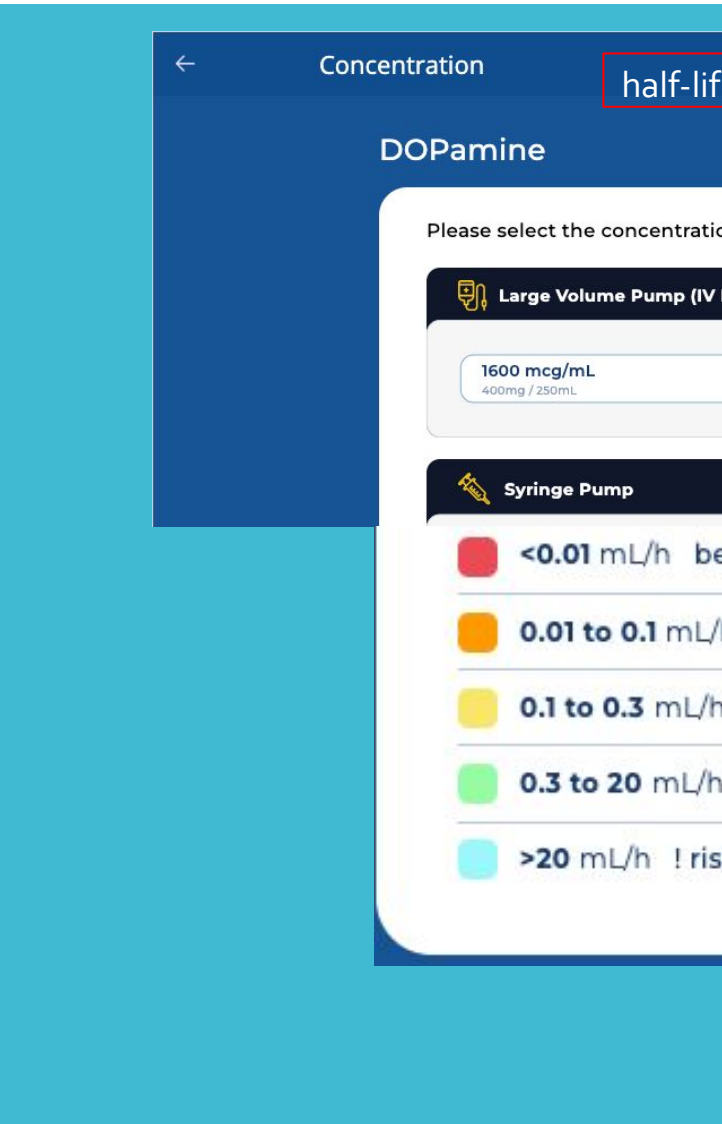 Concentration
half-lif
DOPamine
Please select the concentratio
Large Volume Pump (IV
1600 mcg/mL
400mg / 250mL
Syringe Pump
<0.01 mL/h be
0.01 to 0.1 mL/
0.1 to 0.3 mL/h
0.3 to 20 mL/h
>20 mL/h ! ris